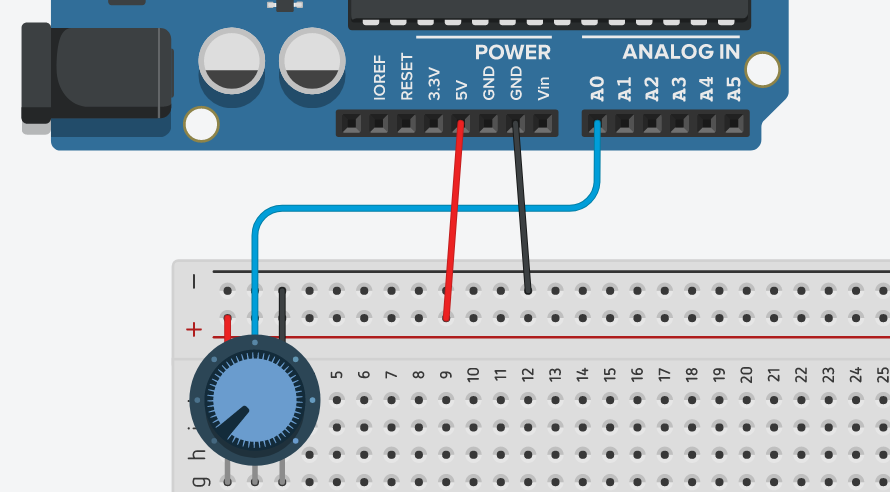 POWER
ANALOG IN
IOREF RESET 3.3V 5V GND GND Vin
A0 A1 A2 A3 A4 A5
−
+
5 6 7 8 9 10 11 12 13 14 15 16 17 18 19 20 21 22 23 24 25
h
g